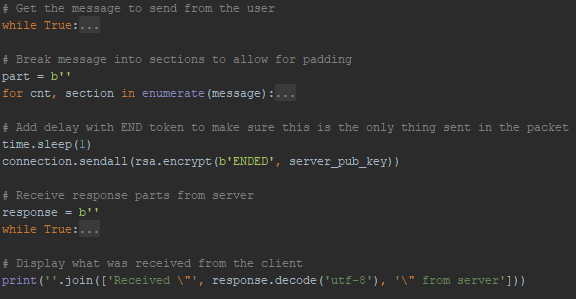 # Get the message to send from the user
while True:...
# Break message into sections to allow for padding
part = b''
for cnt, section in enumerate(message):...
# Add delay with END token to make sure this is the only thing sent in the packet
time.sleep(1)
connection.sendall(rsa.encrypt(b'ENDED', server_pub_key))
# Receive response parts from server
response = b''
while True:...
# Display what was received from the client
print(''.join(['Received \"', response.decode('utf-8'), '\" from server']))